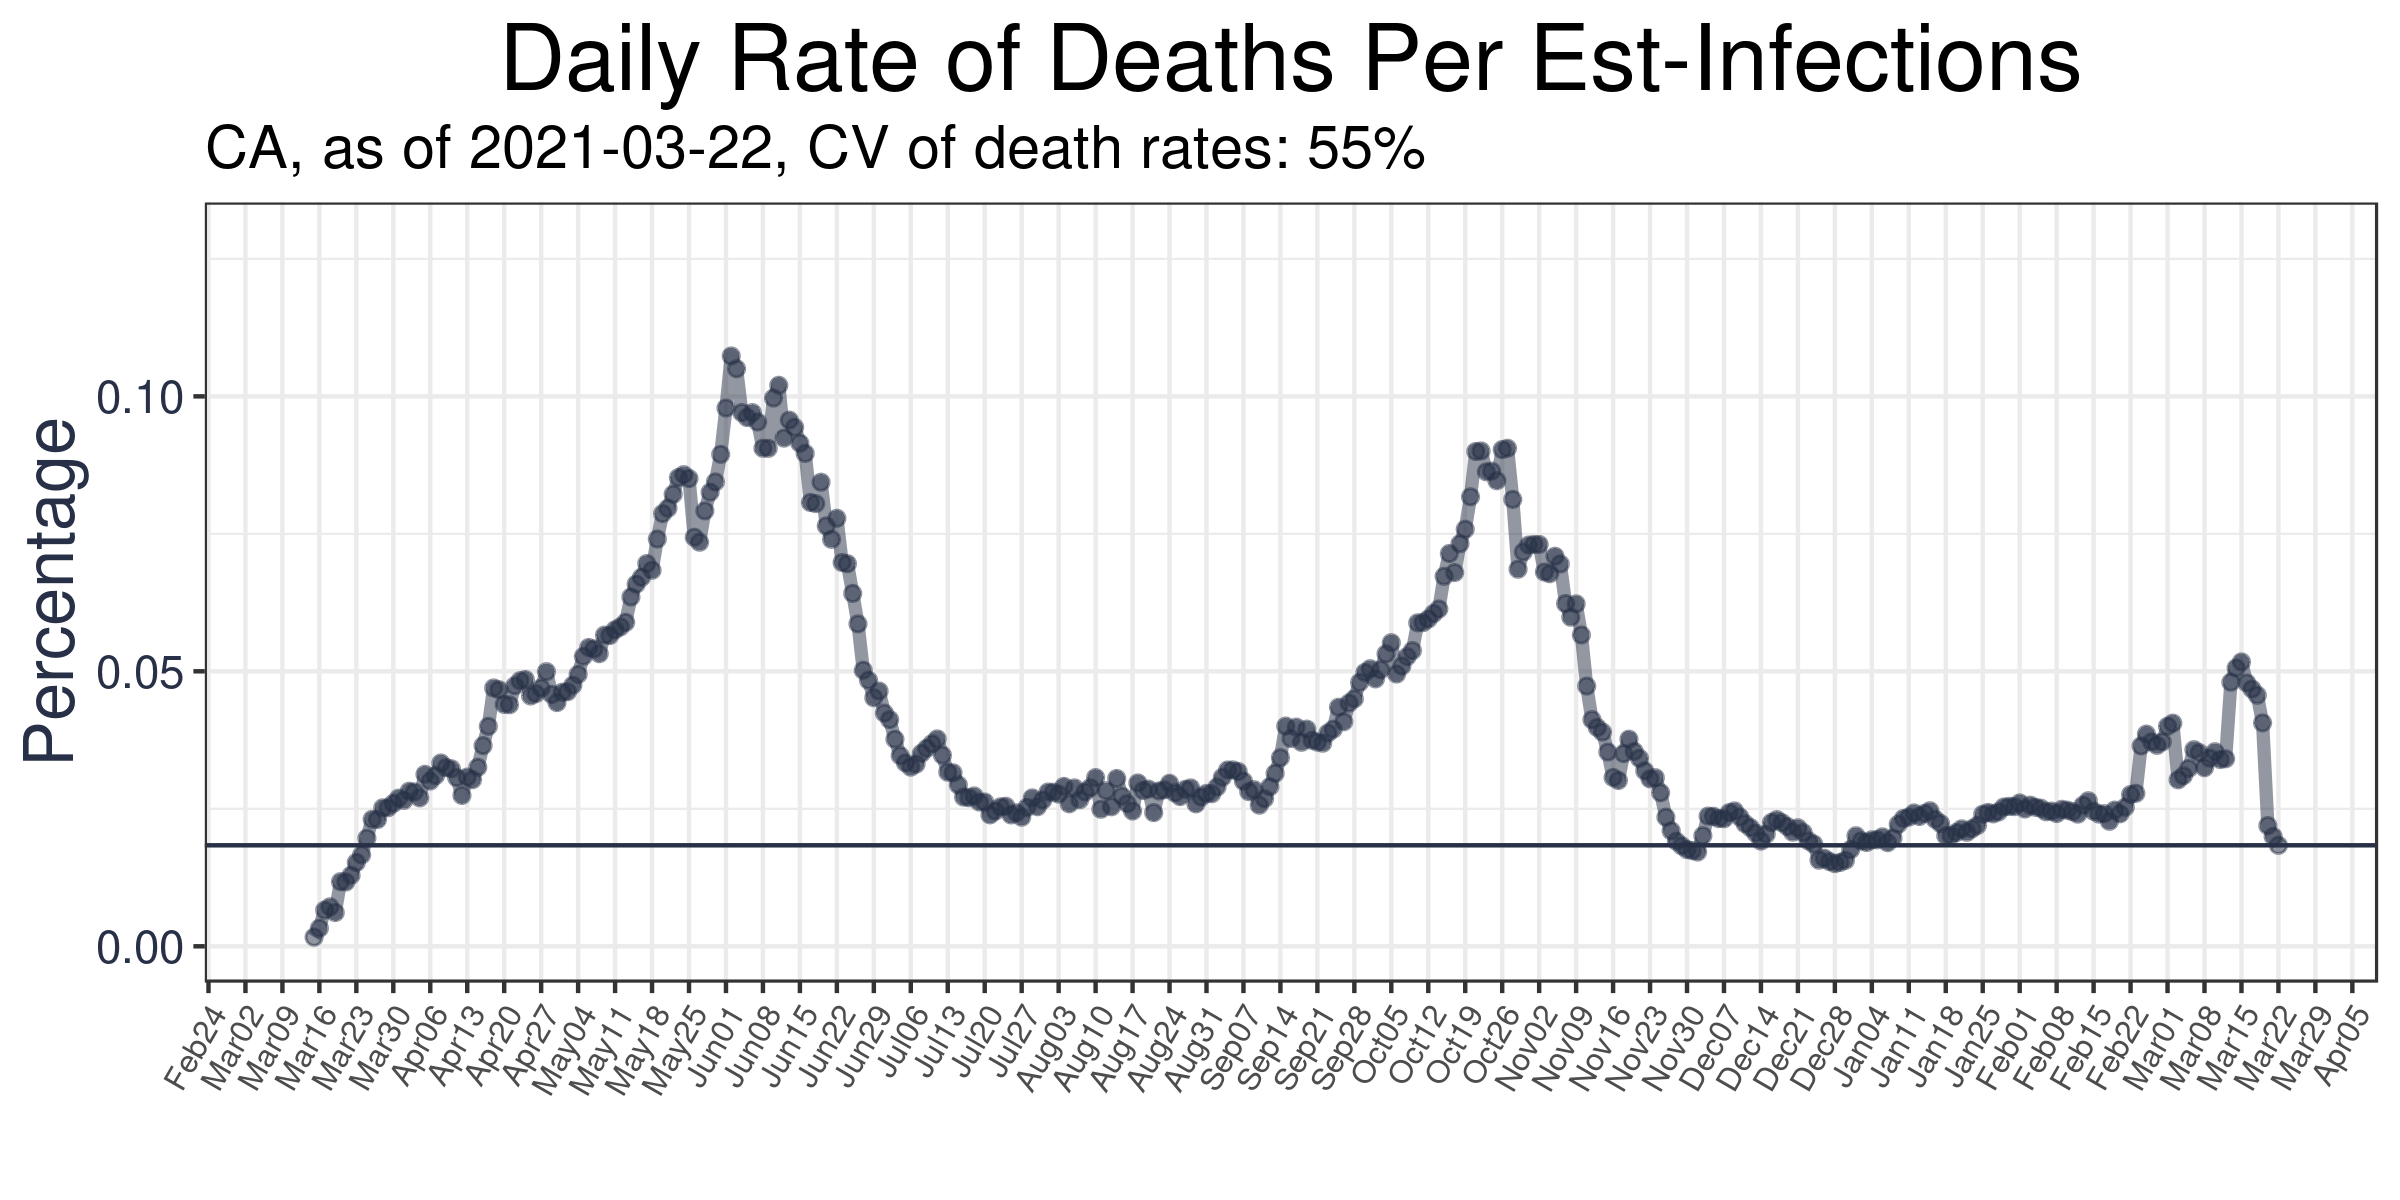 Daily Rate of Deaths Per Est-Infections
CA, as of 2021-03-22, CV of death rates: 55%
Percentage
0.10
0.05
0.00
Feb24
Mar02
Mar09
Mar16
Mar23
Mar30
Apr06
Apr13
Apr20
Apr27
May04
May11
May18
May25
Jun01
Jun08
Jun15
Jun22
Jun29
Jul06
Jul13
Jul20
Jul27
Aug03
Aug10
Aug17
Aug24
Aug31
Sep07
Sep14
Sep21
Sep28
Oct05
Oct12
Oct19
Oct26
Nov02
Nov09
Nov16
Nov23
Nov30
Dec07
Dec14
Dec21
Dec28
Jan04
Jan11
Jan18
Jan25
Feb01
Feb08
Feb15
Feb22
Mar01
Mar08
Mar15
Mar22
Mar29
Apr05